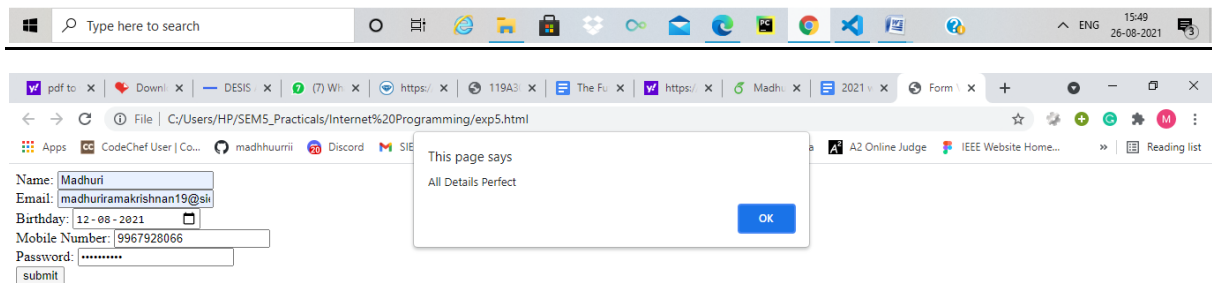 Type here to search
ENG
15:49
26-08-2021
3
pdf to
Downl
DESIS
(7) Wh
https:/
119A3
The Fu
https:/
Madhu
2021 v
Form \
File | C:/Users/HP/SEM5_Practicals/Internet%20Programming/exp5.html
M
Apps
CodeChef User | Co...
madhhuurrii
Discord
SIE
A2 Online Judge
IEEE Website Home...
»
Reading list
This page says
All Details Perfect
OK
Name: Madhuri
Email: madhuriramakrishnan19@si
Birthday: 12-08-2021
Mobile Number: 9967928066
Password: ••••••••••
submit